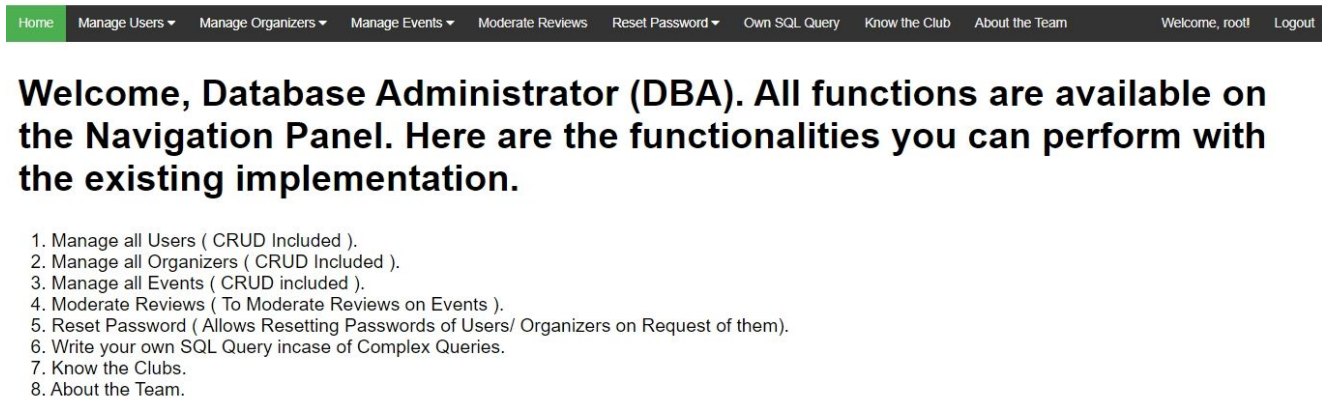 Home Manage Users Manage Organizers Manage Events Moderate Reviews Reset Password Own SQL Query Know the Club About the Team Welcome, root! Logout
Welcome, Database Administrator (DBA). All functions are available on
the Navigation Panel. Here are the functionalities you can perform with
the existing implementation.
1. Manage all Users ( CRUD Included ).
2. Manage all Organizers ( CRUD Included ).
3. Manage all Events ( CRUD included ).
4. Moderate Reviews ( To Moderate Reviews on Events ).
5. Reset Password ( Allows Resetting Passwords of Users/ Organizers on Request of them).
6. Write your own SQL Query incase of Complex Queries.
7. Know the Clubs.
8. About the Team.